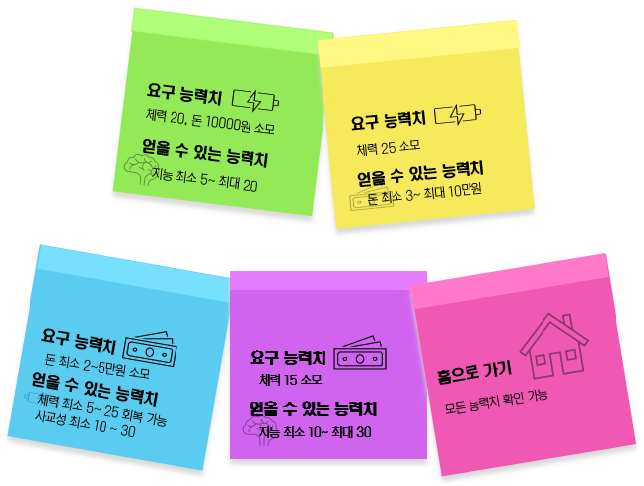 요구 능력치
체력 20, 돈 10000원 소모
얻을 수 있는 능력치
지능 최소 5~ 최대 20
요구 능력치
체력 25 소모
얻을 수 있는 능력치
돈 최소 3~ 최대 10만원
요구 능력치
돈 최소 2~5만원 소모
얻을 수 있는 능력치
체력 최소 5~ 25 회복 가능
사교성 최소 10 ~ 30
요구 능력치
체력 15 소모
얻을 수 있는 능력치
지능 최소 10~ 최대 30
홈으로 가기
모든 능력치 확인 가능